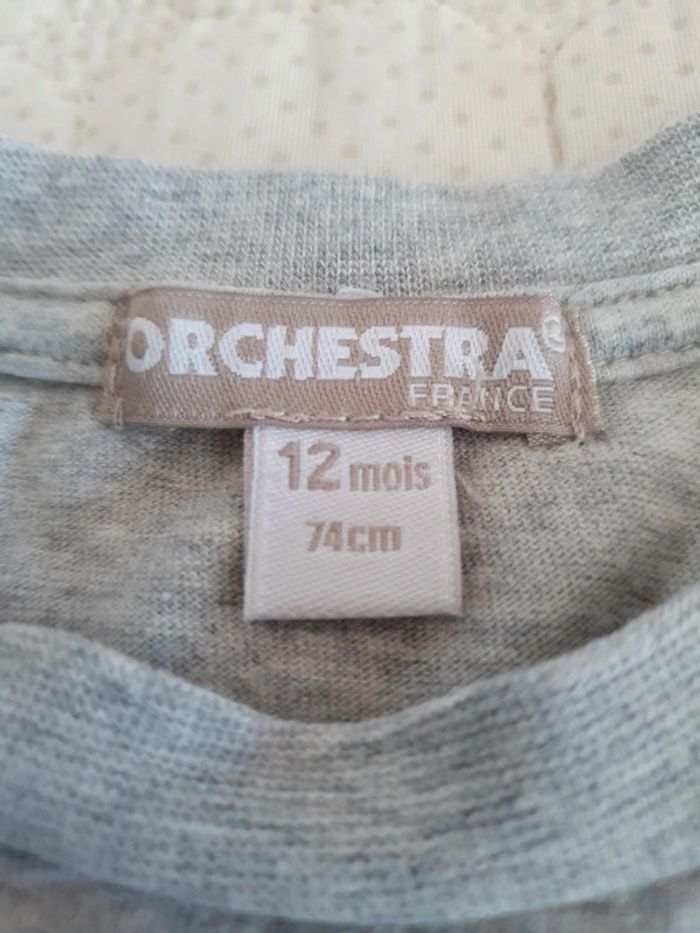 ORCHESTRA
FRANCE
12 mois
74cm